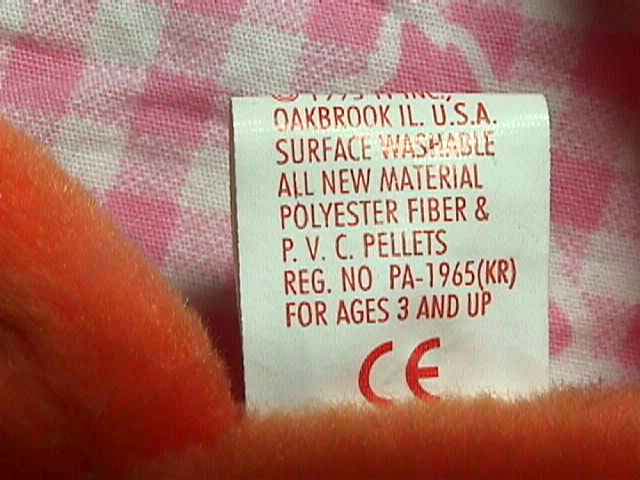 OAKBROOK IL. U.S.A.
SURFACE WASHABLE
ALL NEW MATERIAL
POLYESTER FIBER &
P. V. C. PELLETS
REG. NO PA-1965(KR)
FOR AGES 3 AND UP
CE